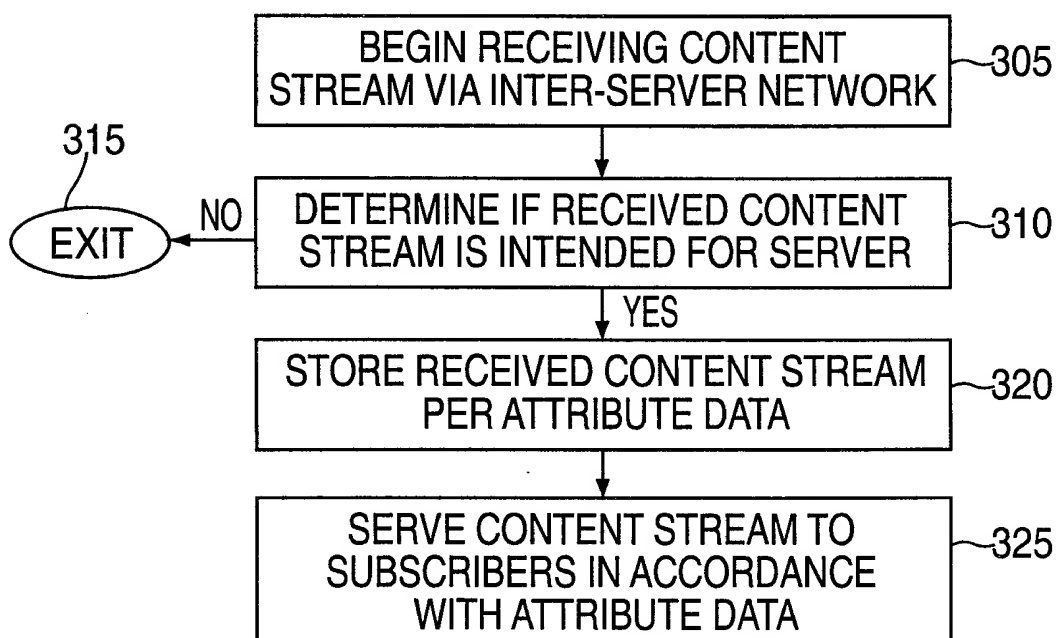 BEGIN RECEIVING CONTENT
STREAM VIA INTER-SERVER NETWORK
305
315
EXIT
NO
DETERMINE IF RECEIVED CONTENT
STREAM IS INTENDED FOR SERVER
310
YES
STORE RECEIVED CONTENT STREAM
PER ATTRIBUTE DATA
320
SERVE CONTENT STREAM TO
SUBSCRIBERS IN ACCORDANCE
WITH ATTRIBUTE DATA
325